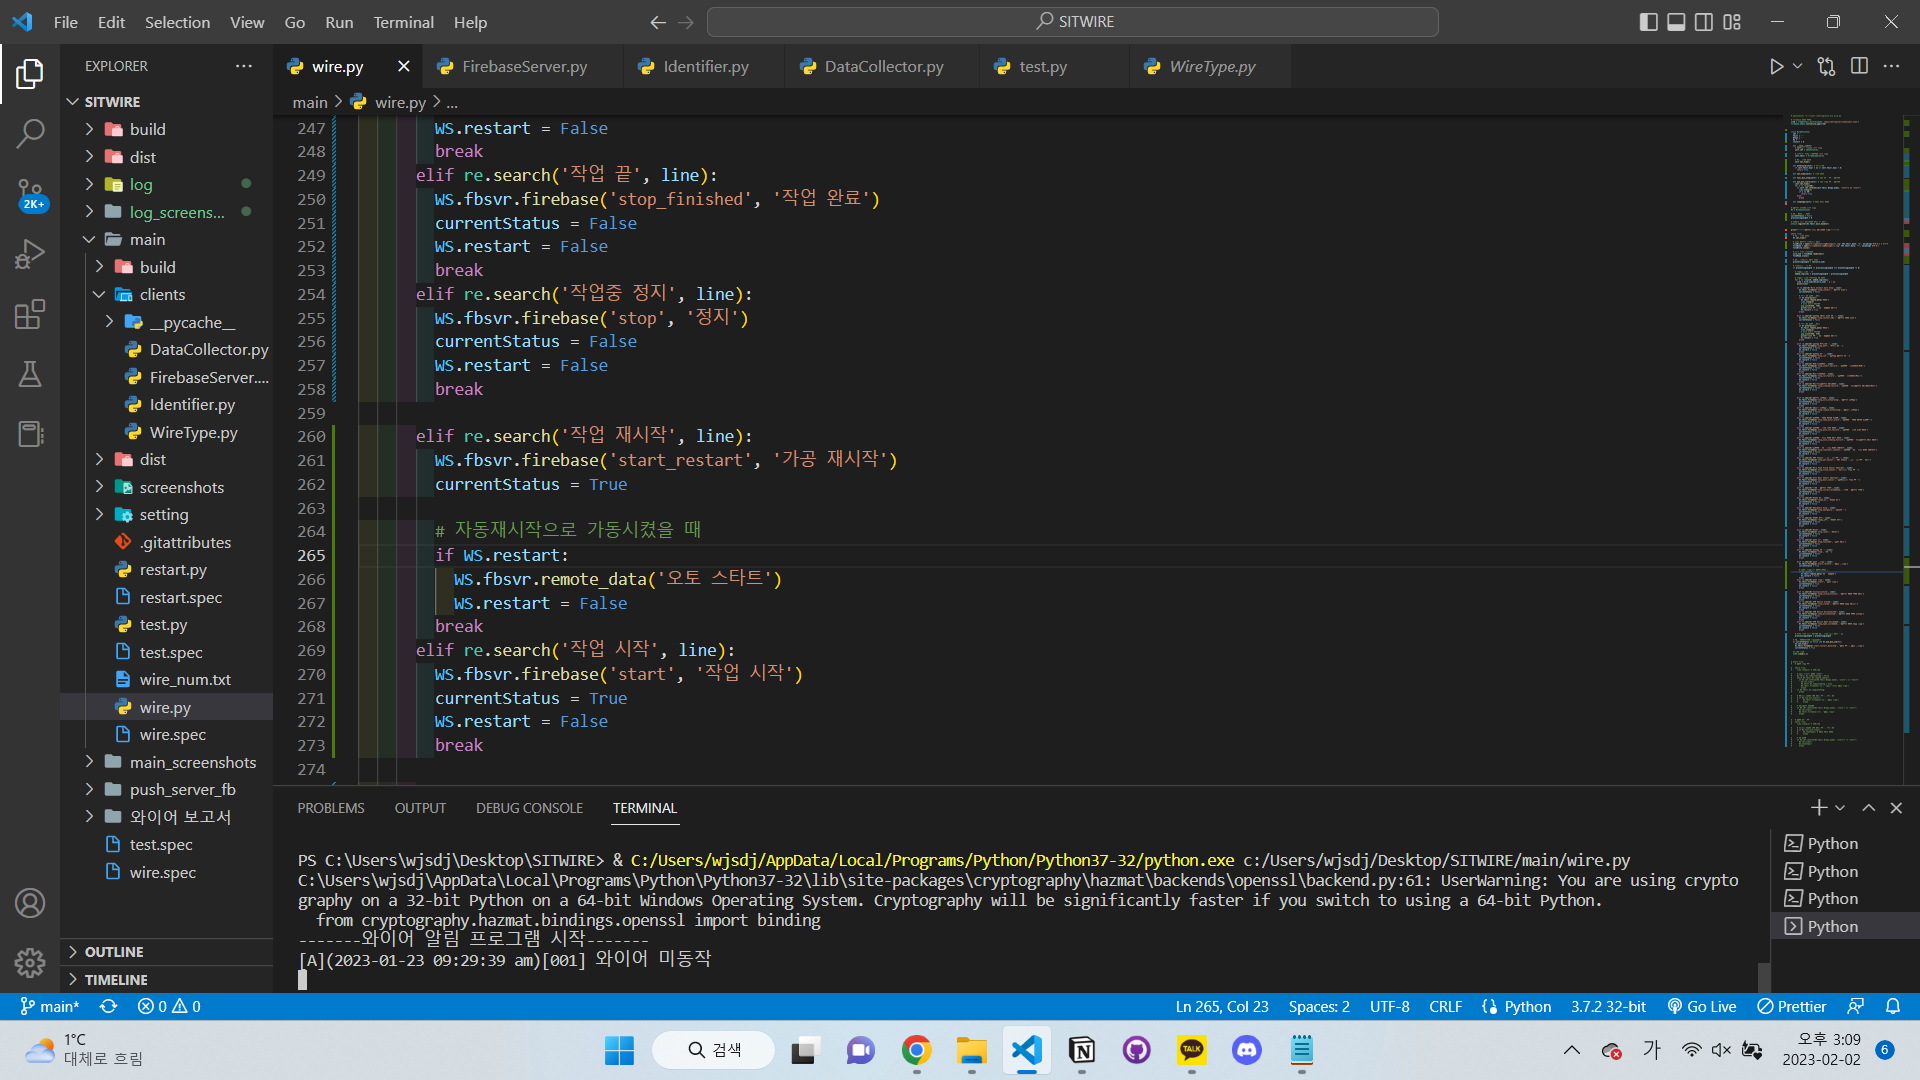 File Edit Selection View Go Run Terminal Help
SITWIRE
EXPLORER
wire.py
FirebaseServer.py
Identifier.py
DataCollector.py
test.py
WireType.py
main > wire.py > ...
SITWIRE
build
dist
log
log_screens...
main
build
clients
__pycache__
DataCollector.py
FirebaseServer....
Identifier.py
WireType.py
dist
screenshots
setting
.gitattributes
restart.py
restart.spec
test.py
test.spec
wire_num.txt
wire.py
wire.spec
main_screenshots
push_server_fb
와이어 보고서
test.spec
wire.spec
OUTLINE
TIMELINE
2K+
247 WS.restart = False
248 break
249 elif re.search('작업 끝', line):
250 WS.fbsvr.firebase('stop_finished', '작업 완료')
251 currentStatus = False
252 WS.restart = False
253 break
254 elif re.search('작업중 정지', line):
255 WS.fbsvr.firebase('stop', '정지')
256 currentStatus = False
257 WS.restart = False
258 break
259
260 elif re.search('작업 재시작', line):
261 WS.fbsvr.firebase('start_restart', '가공 재시작')
262 currentStatus = True
263
264 # 자동재시작으로 가동시켰을 때
265 if WS.restart:
266 WS.fbsvr.remote_data('오토 스타트')
267 WS.restart = False
268 break
269 elif re.search('작업 시작', line):
270 WS.fbsvr.firebase('start', '작업 시작')
271 currentStatus = True
272 WS.restart = False
273 break
274
PROBLEMS OUTPUT DEBUG CONSOLE TERMINAL
PS C:\Users\wjsdj\Desktop\SITWIRE> & C:/Users/wjsdj/AppData/Local/Programs/Python/Python37-32/python.exe c:/Users/wjsdj/Desktop/SITWIRE/main/wire.py
C:\Users\wjsdj\AppData\Local\Programs\Python\Python37-32\lib\site-packages\cryptography\hazmat\backends\openssl\backend.py:61: UserWarning: You are using crypto
graphy on a 32-bit Python on a 64-bit Windows Operating System. Cryptography will be significantly faster if you switch to using a 64-bit Python.
from cryptography.hazmat.bindings.openssl import binding
-------와이어 알림 프로그램 시작-------
[A](2023-01-23 09:29:39 am)[001] 와이어 미동작
Python
Python
Python
Python
main* 0 0 Ln 265, Col 23 Spaces: 2 UTF-8 CRLF Python 3.7.2 32-bit Go Live Prettier
1°C
대체로 흐림
검색
TALK
가
오후 3:09
2023-02-02
6